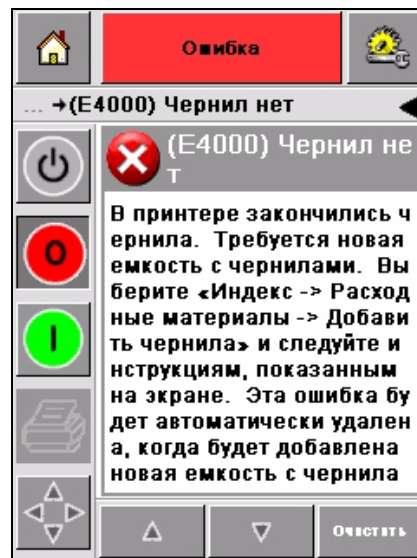 Ошибка
... →(E4000) Чернил нет
(E4000) Чернил не
т
В принтере закончились ч
ернила. Требуется новая
емкость с чернилами. Вы
берите «Индекс -> Расход
ные материалы -> Добави
ть чернила» и следуйте и
нструкциям, показанным
на экране. Эта ошибка бу
дет автоматически удален
а, когда будет добавлена
новая емкость с чернила
Очистить